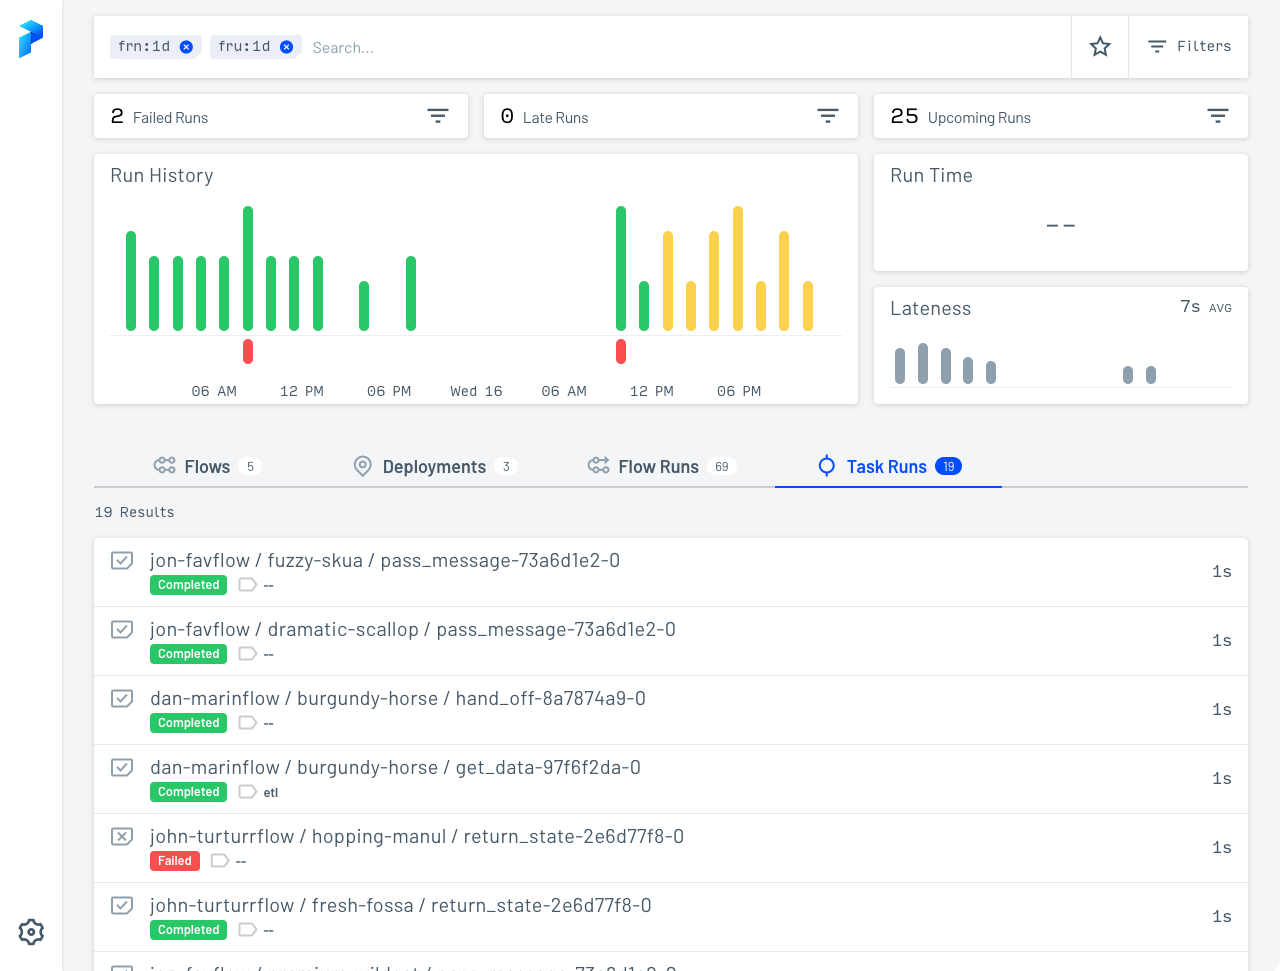 frn:1d fru:1d Search... Filters
2 Failed Runs
0 Late Runs
25 Upcoming Runs
Run History
06 AM 12 PM 06 PM Wed 16 06 AM 12 PM 06 PM
Run Time
--
Lateness 7s AVG
Flows 5 Deployments 3 Flow Runs 69 Task Runs 19
19 Results
jon-favflow / fuzzy-skua / pass_message-73a6d1e2-0
Completed -- 1s
jon-favflow / dramatic-scallop / pass_message-73a6d1e2-0
Completed -- 1s
dan-marinflow / burgundy-horse / hand_off-8a7874a9-0
Completed -- 1s
dan-marinflow / burgundy-horse / get_data-97f6f2da-0
Completed etl 1s
john-turturrflow / hopping-manul / return_state-2e6d77f8-0
Failed -- 1s
john-turturrflow / fresh-fossa / return_state-2e6d77f8-0
Completed -- 1s